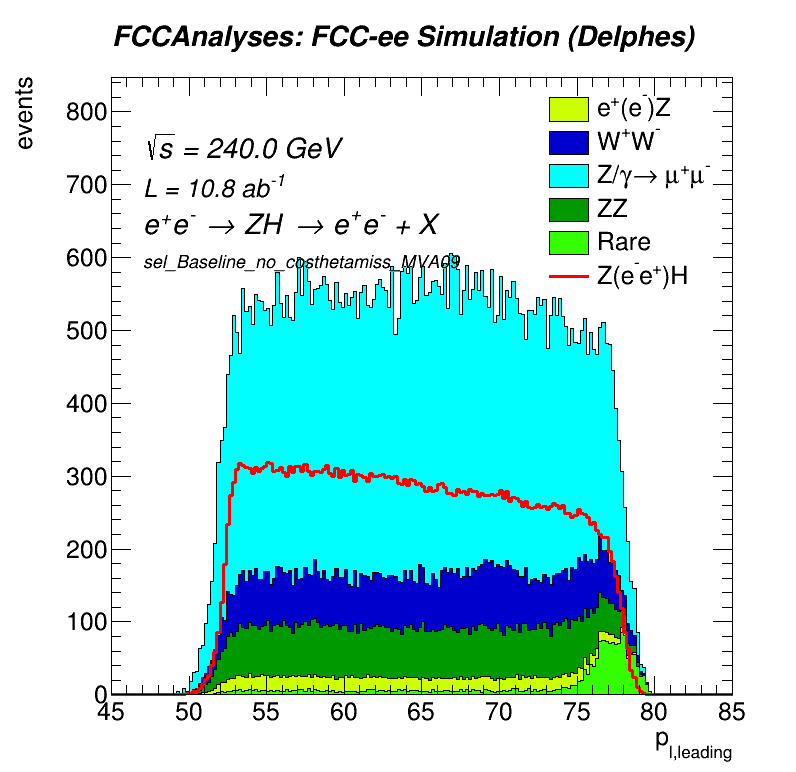 FCCAnalyses: FCC-ee Simulation (Delphes)
events
√s = 240.0 GeV
L = 10.8 ab⁻¹
e⁺e⁻ → ZH → e⁺e⁻ + X
sel_Baseline_no_costhetamiss_MVA09
e⁺(e⁻)Z
W⁺W⁻
Z/γ→ μ⁺μ⁻
ZZ
Rare
Z(e⁻e⁺)H
800
700
600
500
400
300
200
100
0
45 50 55 60 65 70 75 80 85
p_l,leading